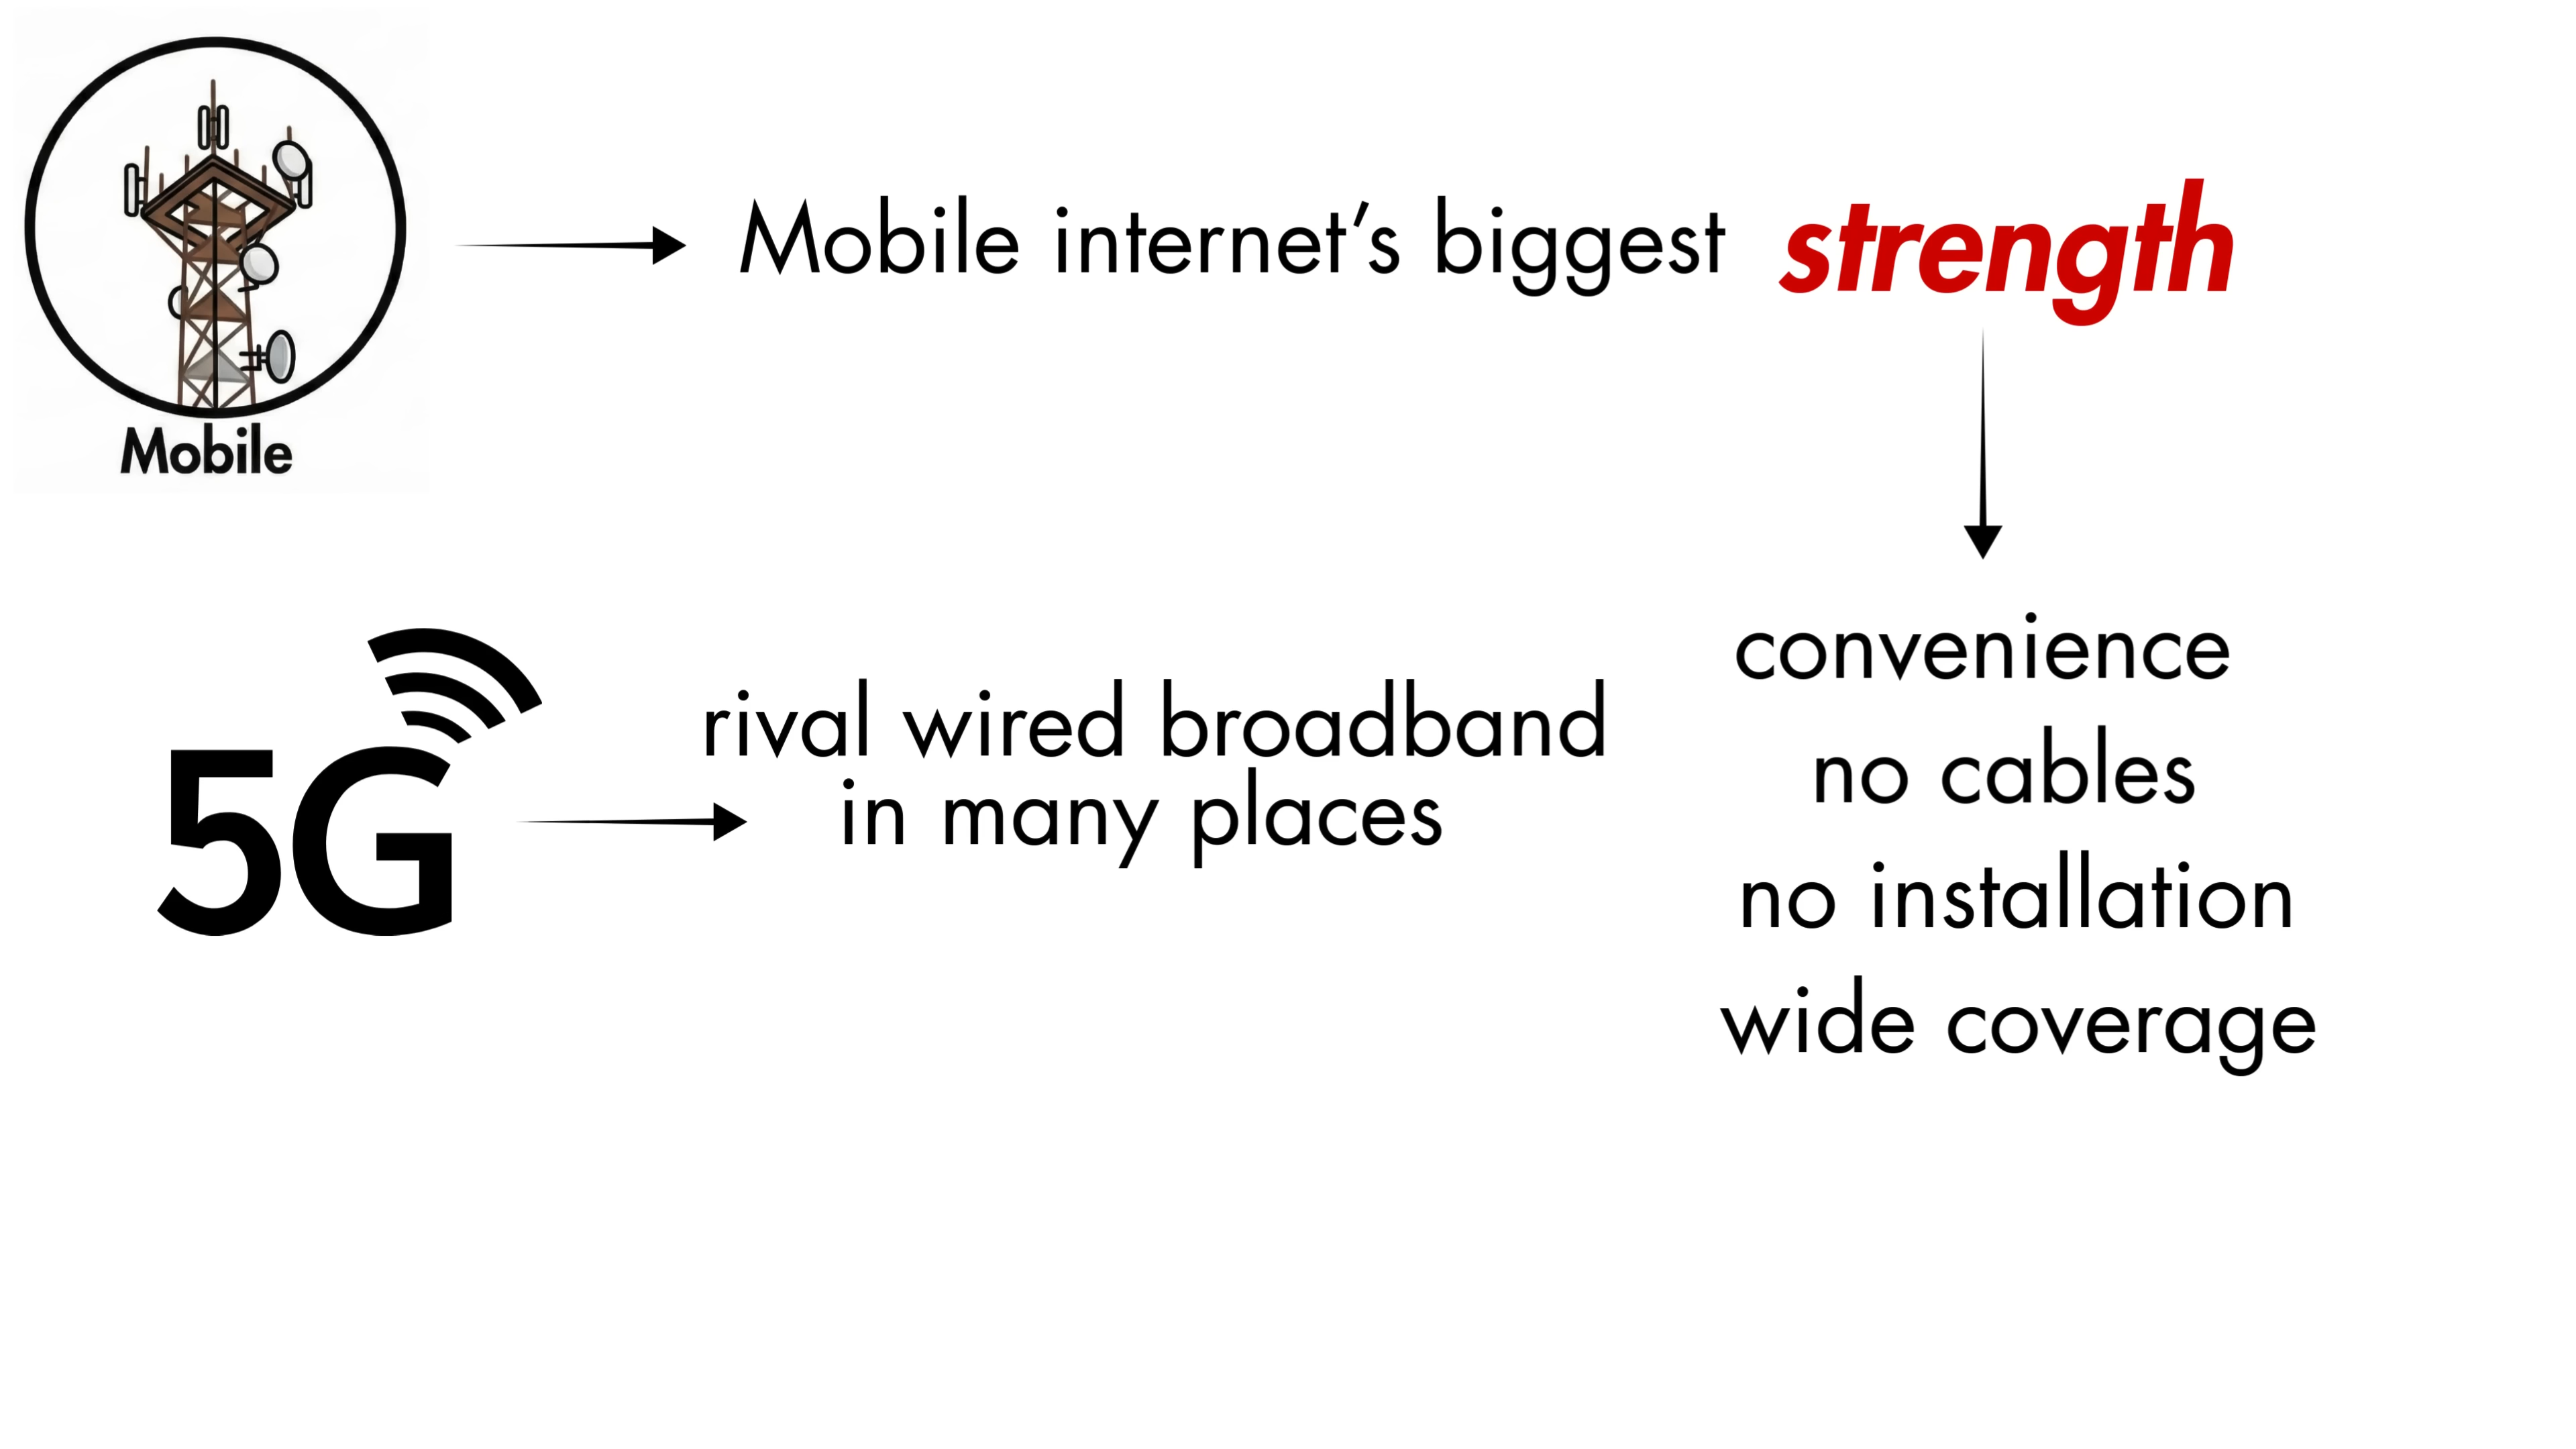 Mobile
Mobile internet's biggest strength
5G
rival wired broadband
in many places
convenience
no cables
no installation
wide coverage